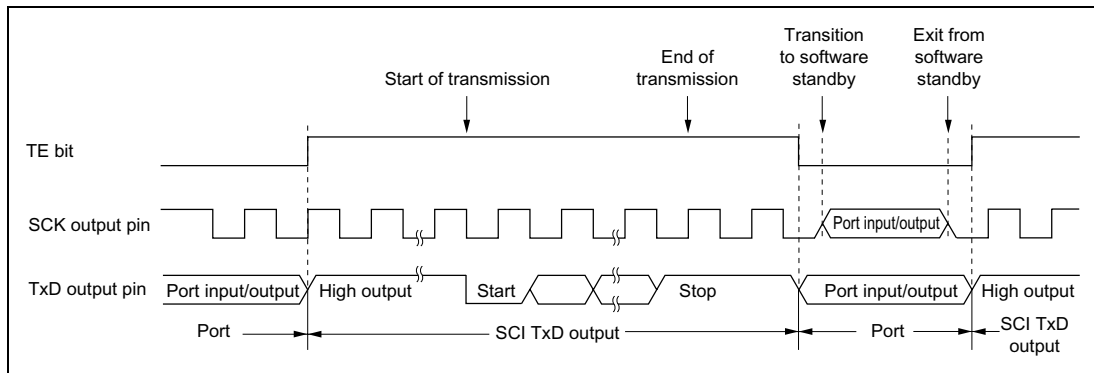 Start of transmission
End of
transmission
Transition
to software
standby
Exit from
software
standby
TE bit
SCK output pin
Port input/output
TxD output pin
Port input/output
High output
Start
Stop
Port input/output
High output
Port
SCI TxD output
Port
SCI TxD
output